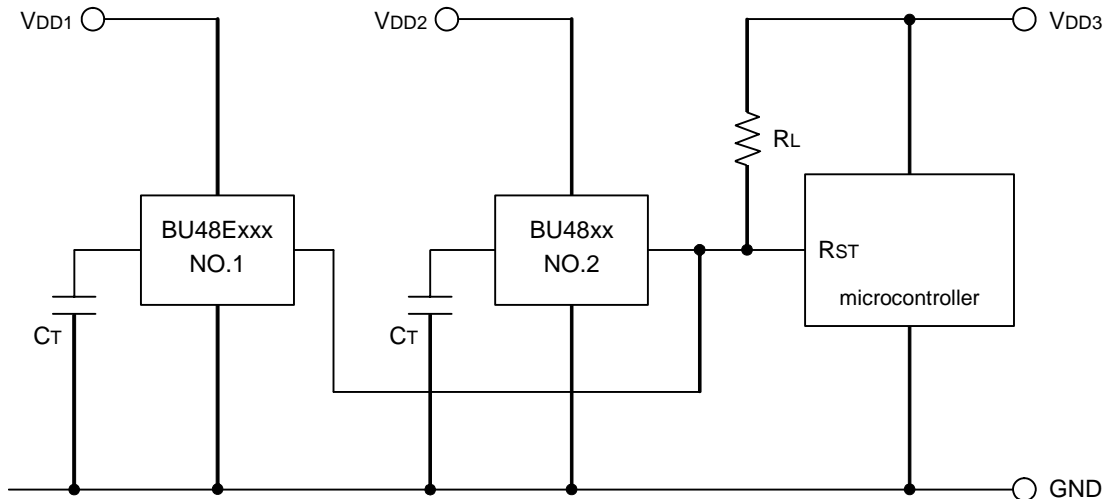 VDD1
VDD2
VDD3
RL
BU48Exxx
NO.1
BU48xx
NO.2
RST
microcontroller
CT
CT
GND